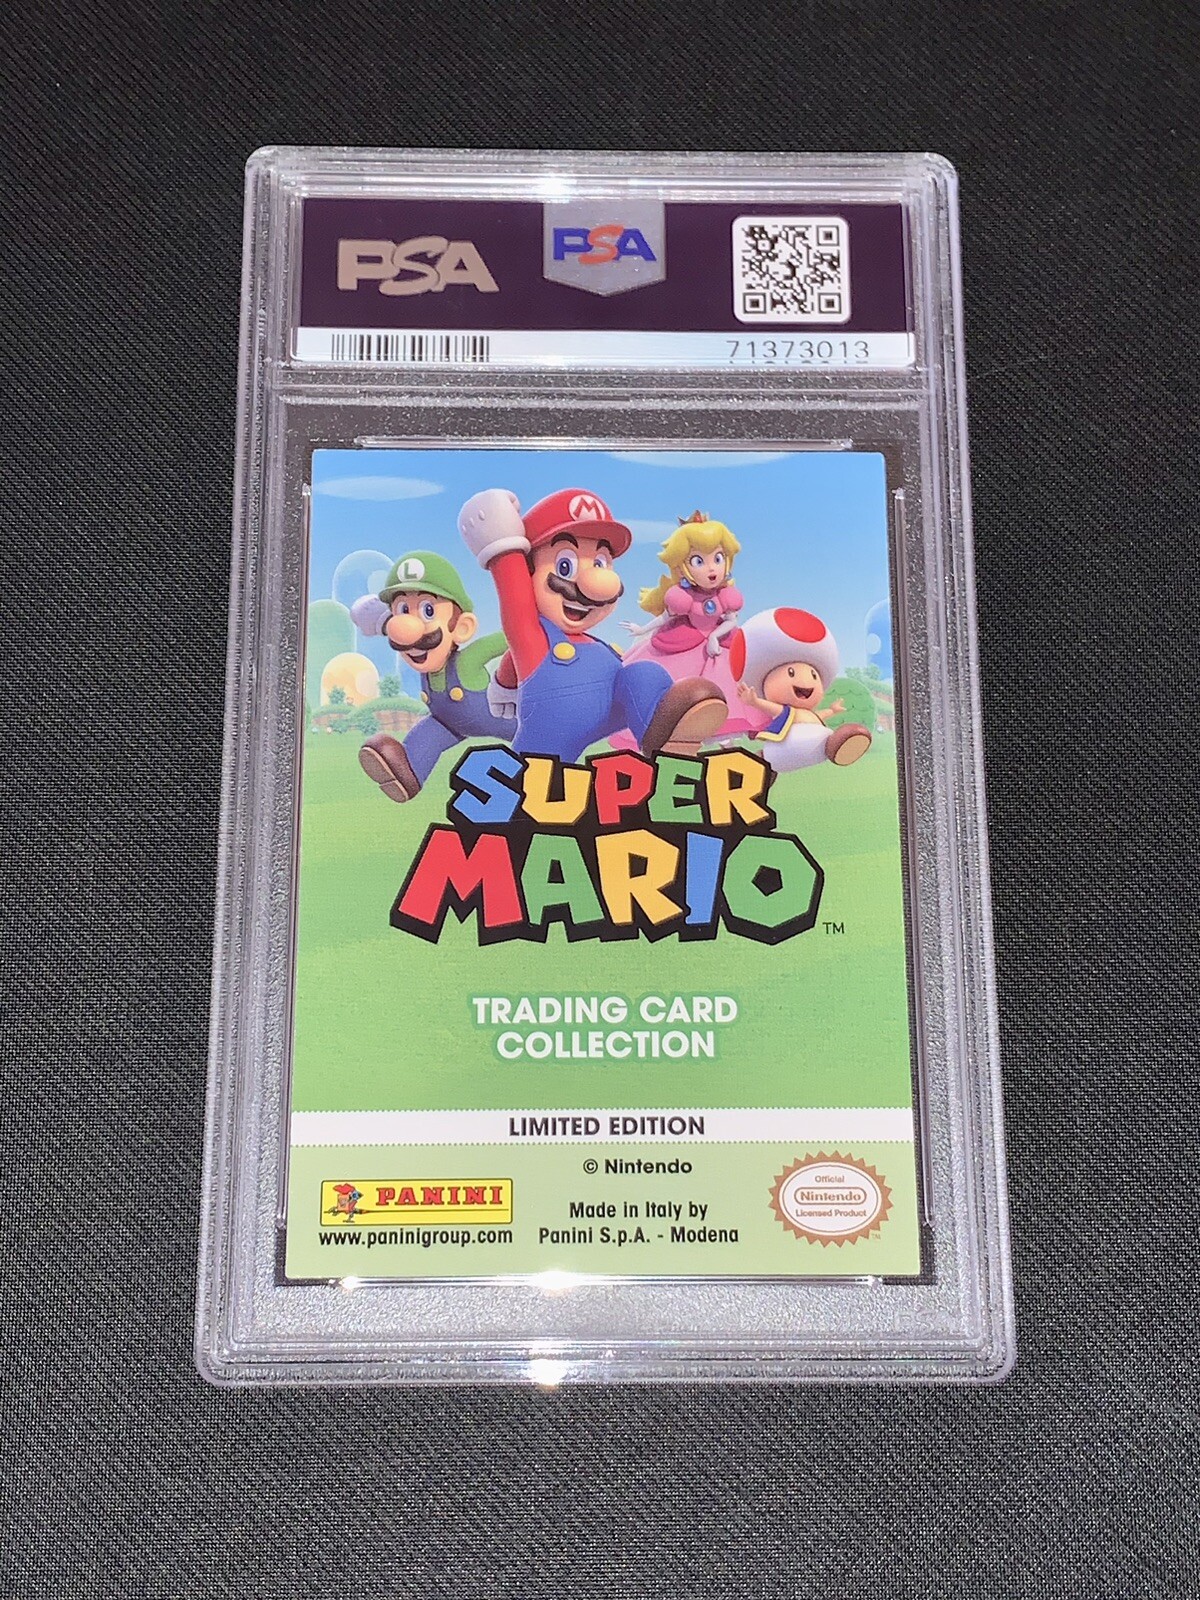 PSA
PSA
71373013
L
M
SUPER
MARIO
TM
TRADING CARD
COLLECTION
LIMITED EDITION
© Nintendo
PANINI
www.paninigroup.com
Made in Italy by
Panini S.p.A. - Modena
Official
Nintendo
Licensed Product
TM